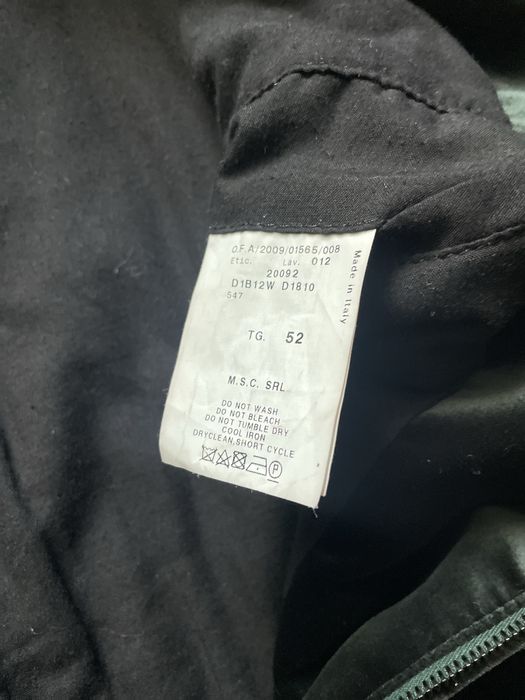 O.F.A/2009/01565/008
Etic. Lav. 012
20092
D1B12W D1810
547
Made in Italy
TG. 52
M.S.C. SRL
DO NOT WASH
DO NOT BLEACH
DO NOT TUMBLE DRY
COOL IRON
DRYCLEAN,SHORT CYCLE
P